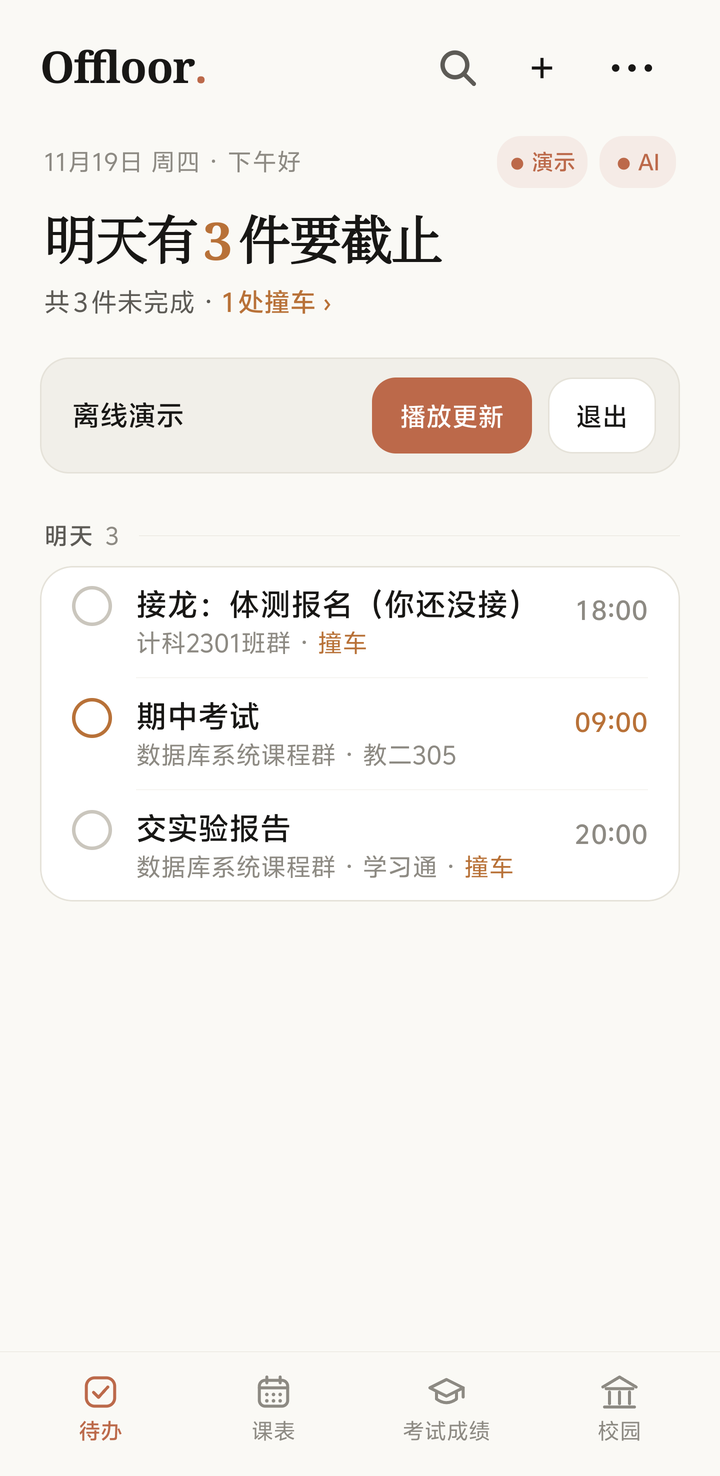 Offloor.
11月19日 周四 · 下午好
演示
AI
明天有3件要截止
共3件未完成 · 1处撞车 ›
离线演示
播放更新
退出
明天 3
接龙：体测报名（你还没接）
18:00
计科2301班群 · 撞车
期中考试
09:00
数据库系统课程群 · 教二305
交实验报告
20:00
数据库系统课程群 · 学习通 · 撞车
待办
课表
考试成绩
校园